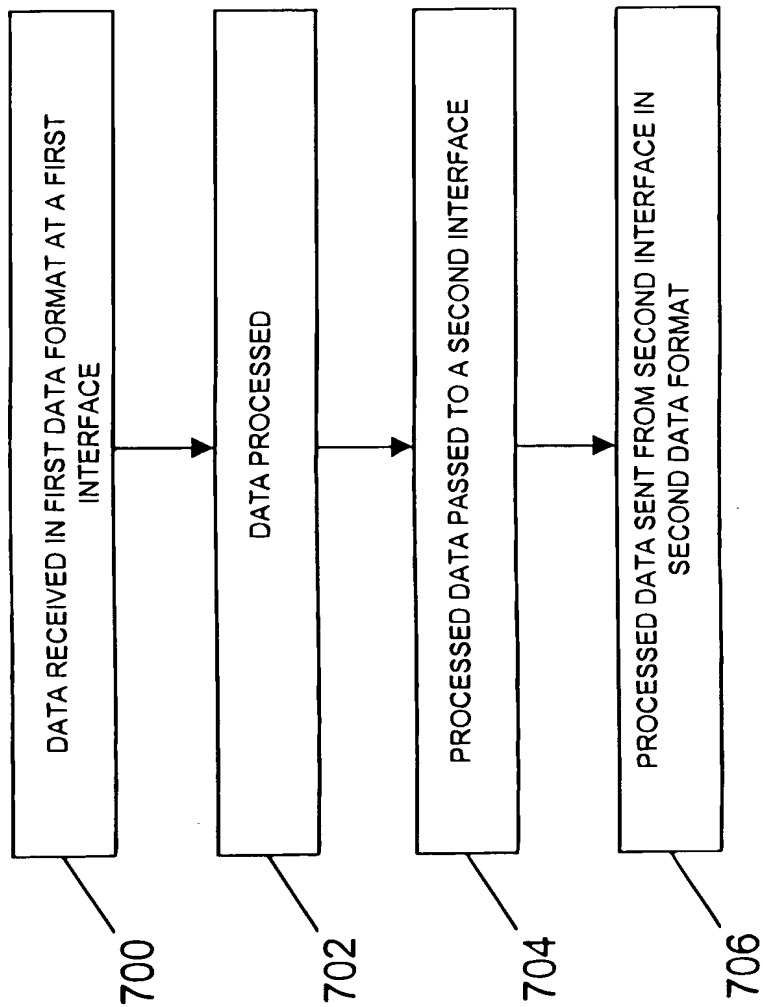 DATA RECEIVED IN FIRST DATA FORMAT AT A FIRST
INTERFACE
700
DATA PROCESSED
702
PROCESSED DATA PASSED TO A SECOND INTERFACE
704
PROCESSED DATA SENT FROM SECOND INTERFACE IN
SECOND DATA FORMAT
706